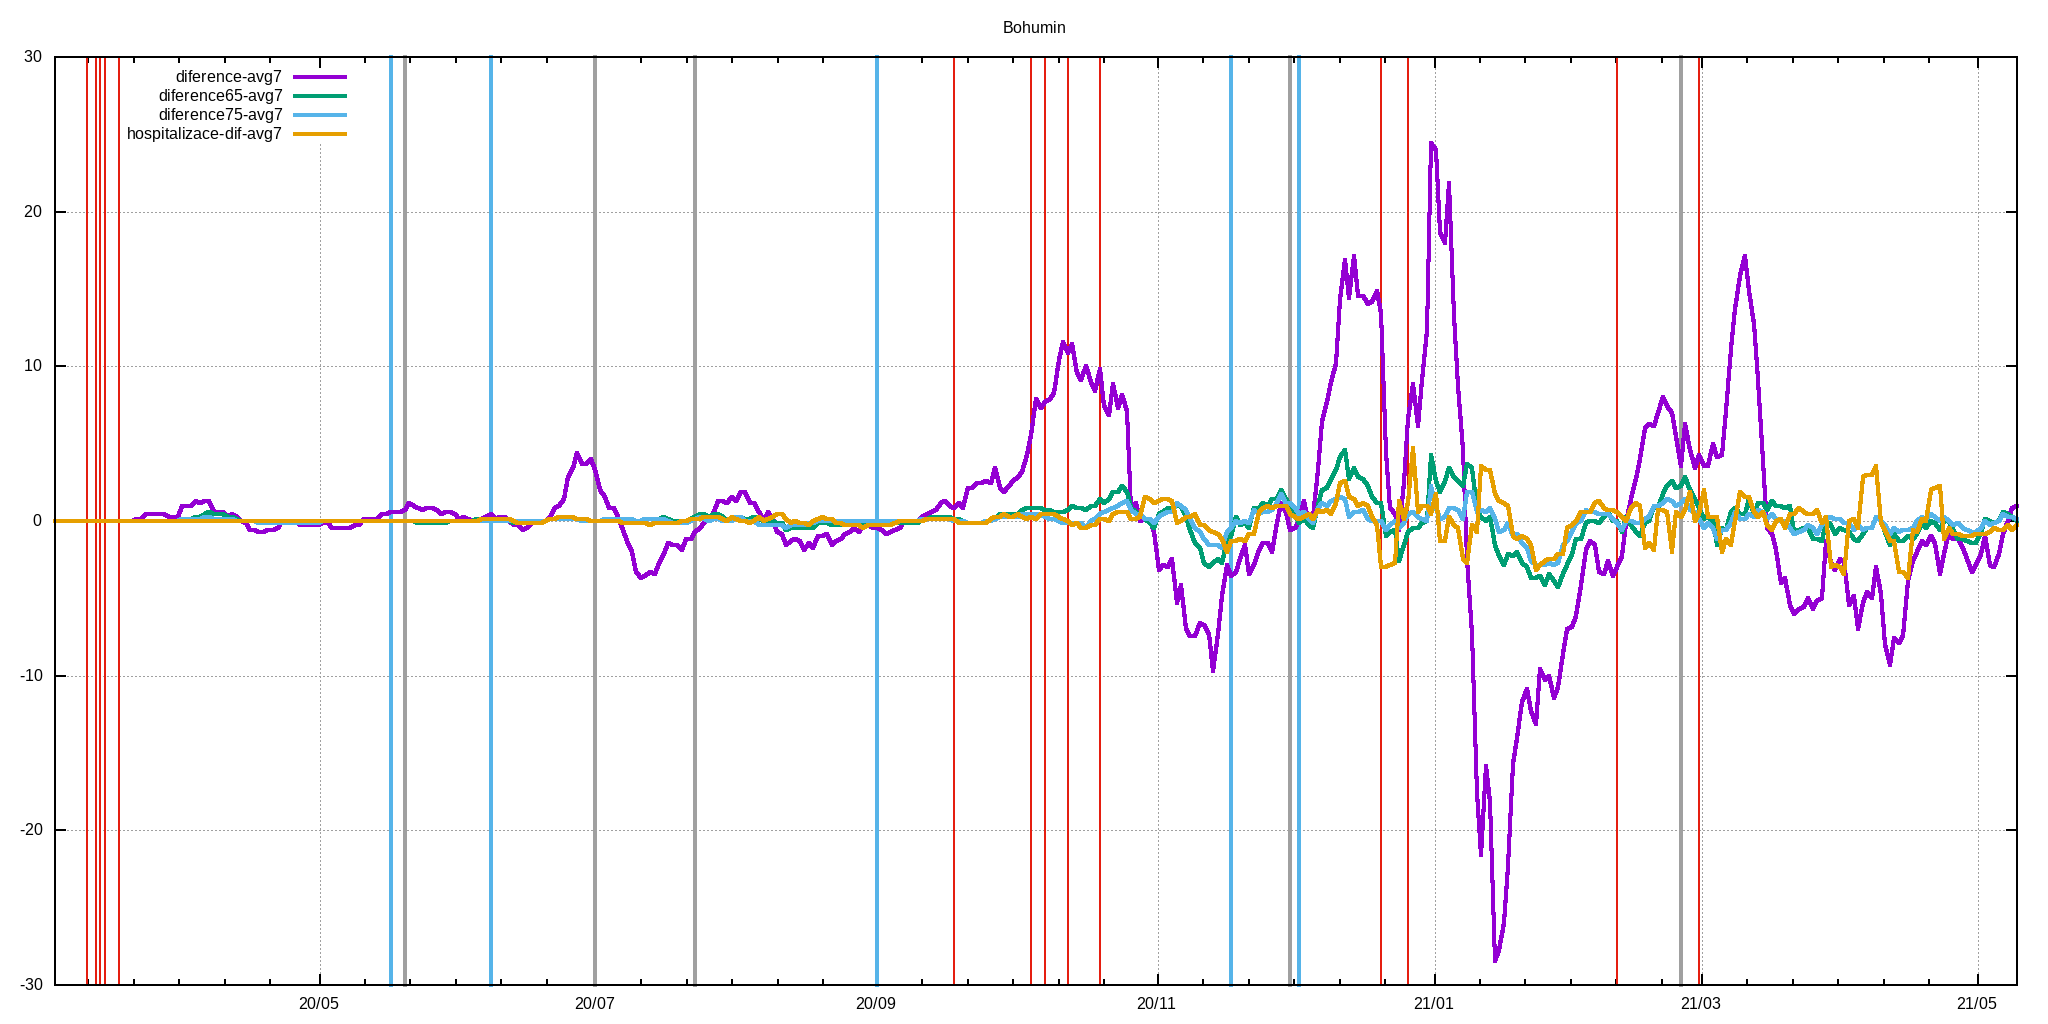 Bohumin
diference-avg7
diference65-avg7
diference75-avg7
hospitalizace-dif-avg7
30
20
10
0
-10
-20
-30
20/05 20/07 20/09 20/11 21/01 21/03 21/05